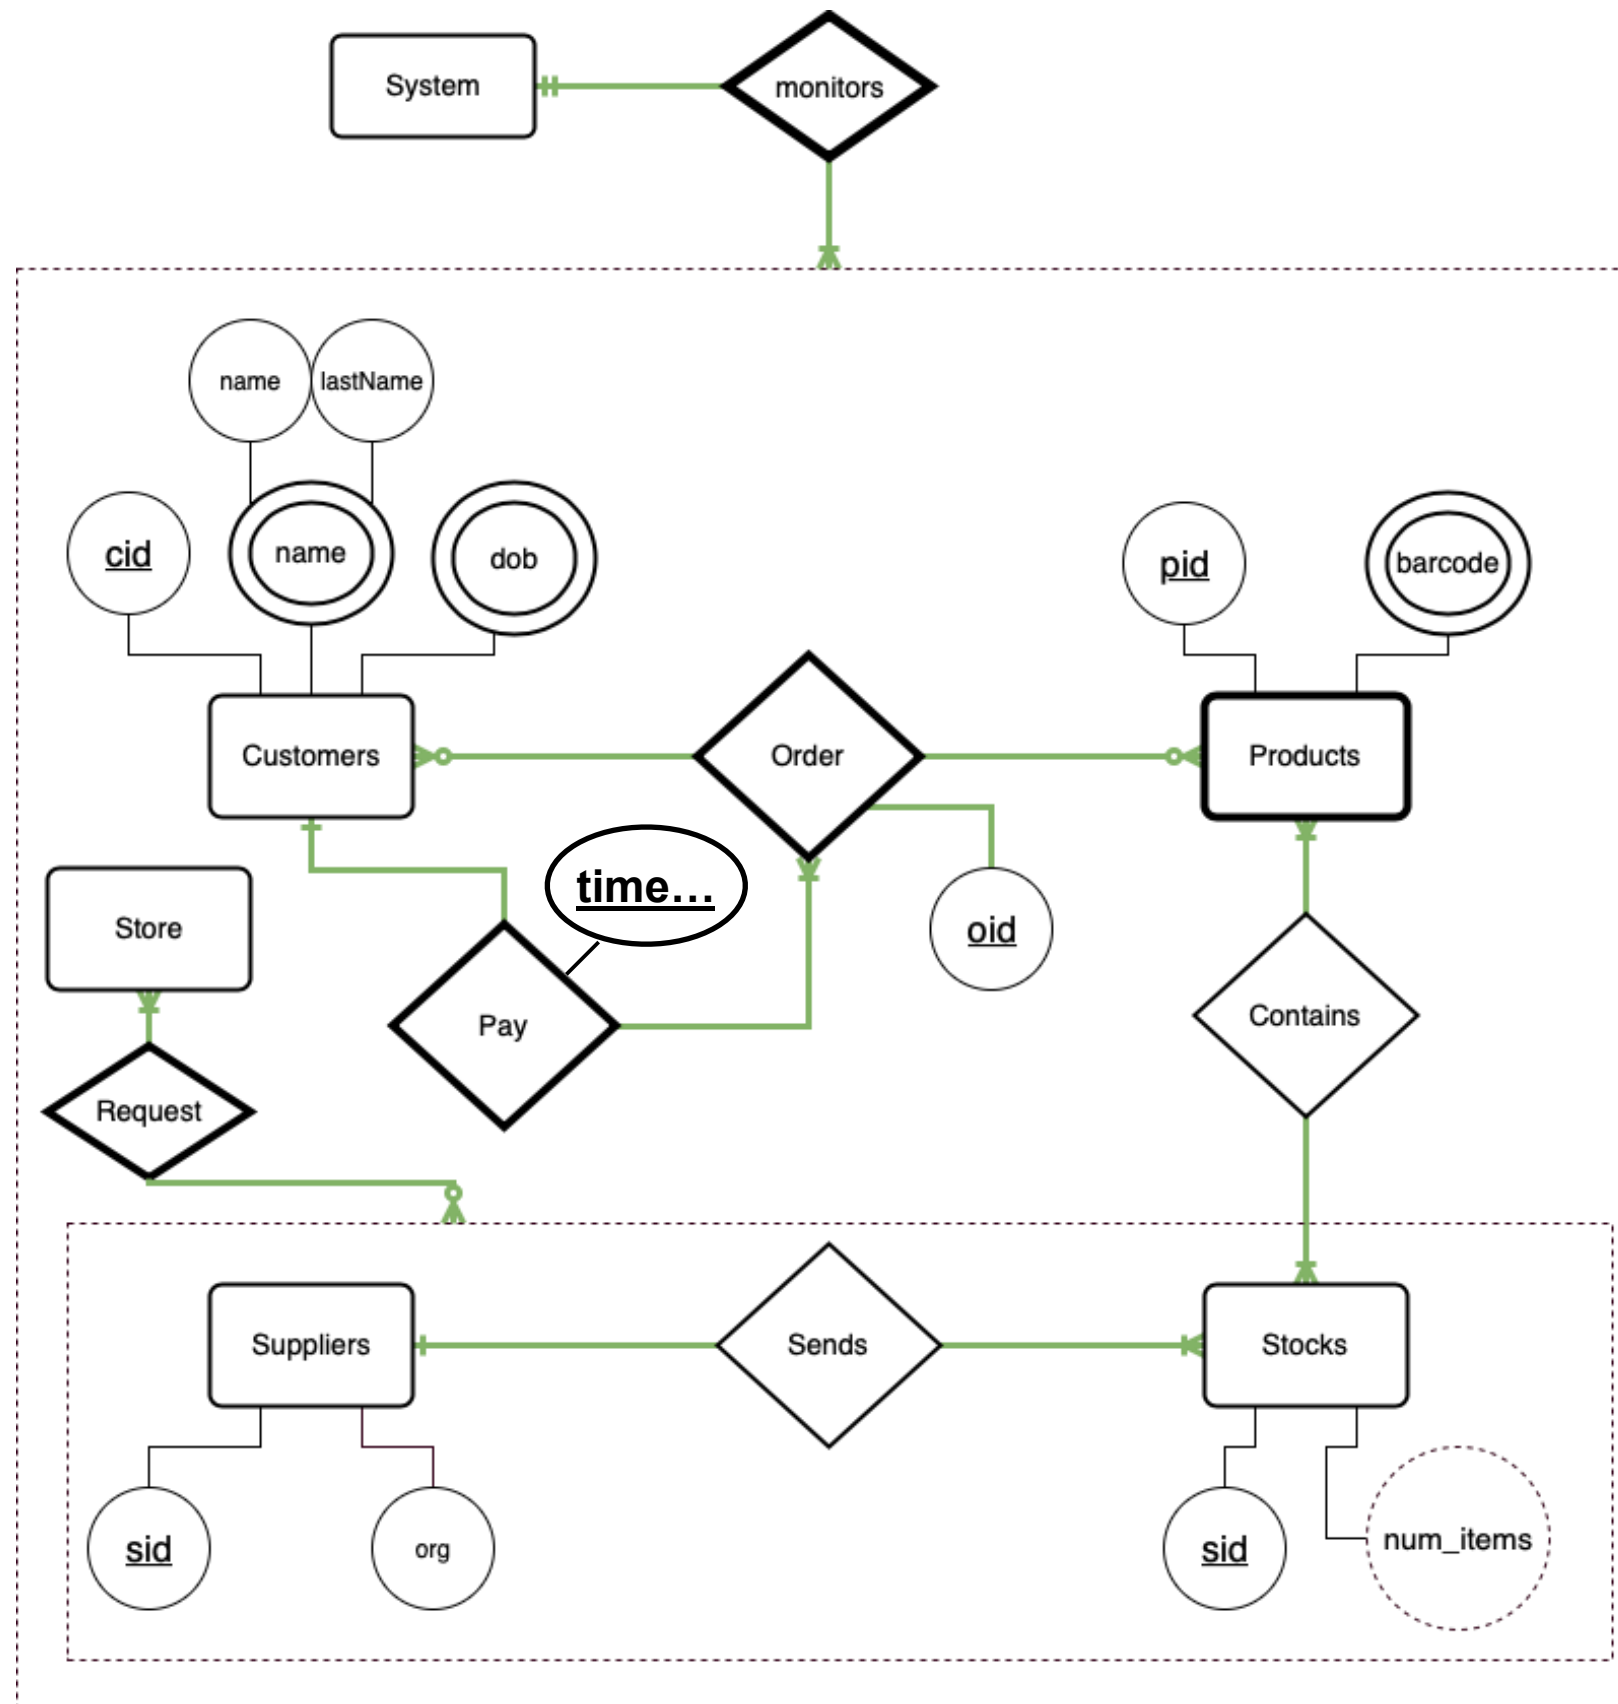 System
monitors
name
lastName
cid
name
dob
pid
barcode
Customers
Order
Products
time...
Store
oid
Pay
Contains
Request
Suppliers
Sends
Stocks
sid
org
sid
num_items